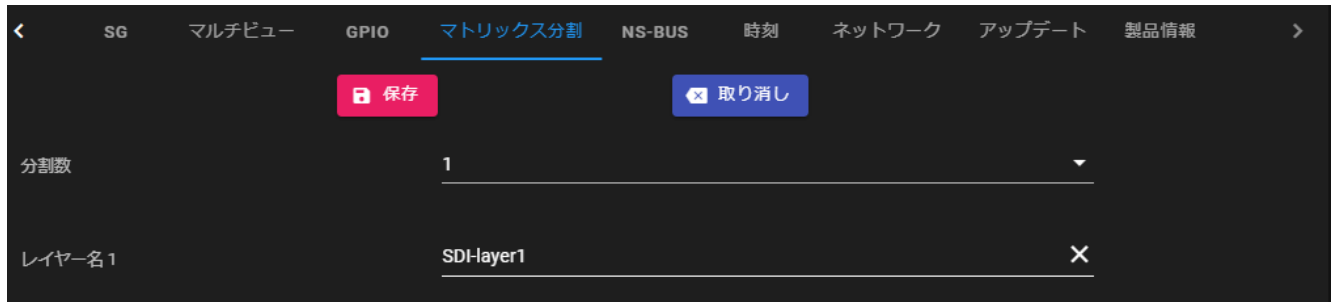 SG マルチビュー GPIO マトリックス分割 NS-BUS 時刻 ネットワーク アップデート 製品情報
保存 取り消し
分割数 1
レイヤー名1 SDI-layer1